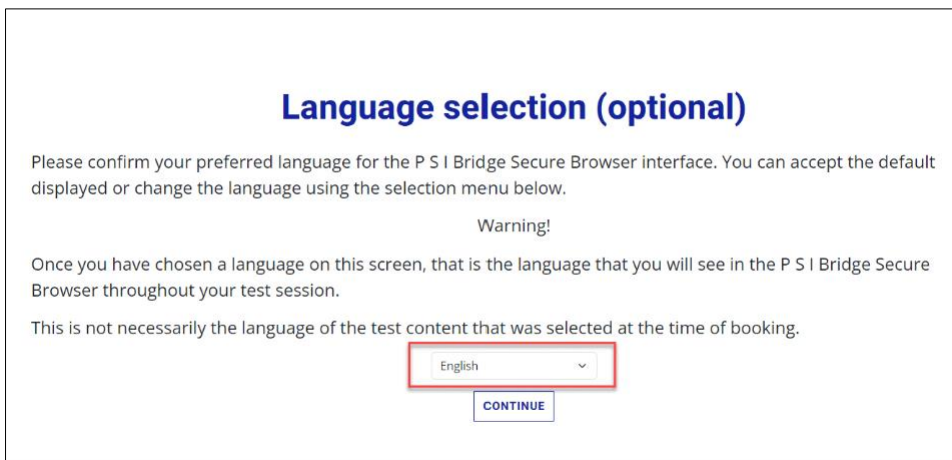 Language selection (optional)
Please confirm your preferred language for the P S I Bridge Secure Browser interface. You can accept the default
displayed or change the language using the selection menu below.
Warning!
Once you have chosen a language on this screen, that is the language that you will see in the P S I Bridge Secure
Browser throughout your test session.
This is not necessarily the language of the test content that was selected at the time of booking.
English
CONTINUE